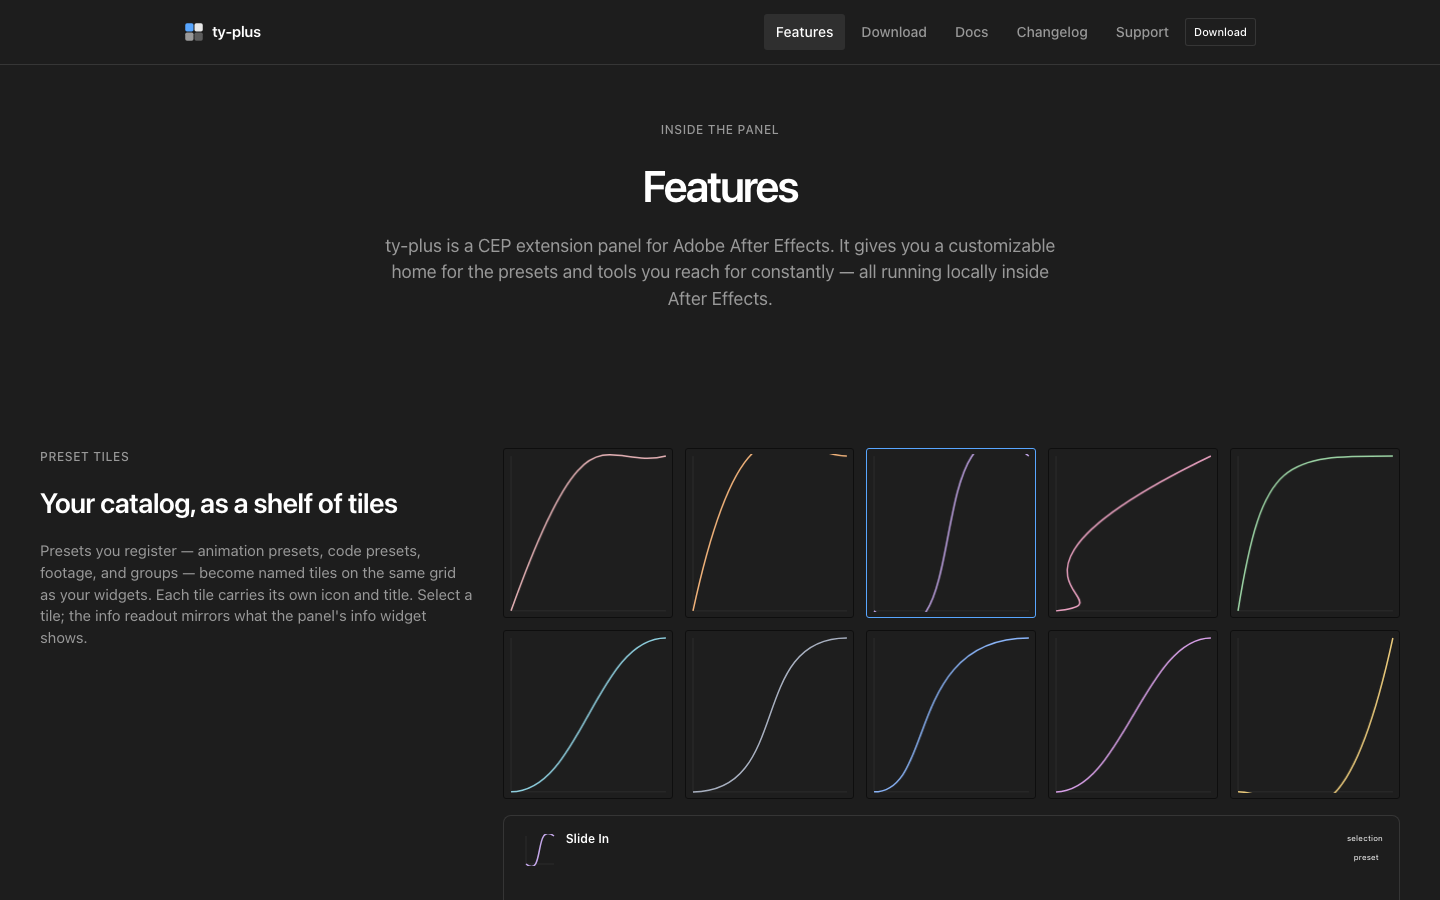 ty-plus
Features
Download
Docs
Changelog
Support
Download
INSIDE THE PANEL
Features
ty-plus is a CEP extension panel for Adobe After Effects. It gives you a customizable
home for the presets and tools you reach for constantly — all running locally inside
After Effects.
PRESET TILES
Your catalog, as a shelf of tiles
Presets you register — animation presets, code presets,
footage, and groups — become named tiles on the same grid
as your widgets. Each tile carries its own icon and title. Select a
tile; the info readout mirrors what the panel's info widget
shows.
Slide In
selection
preset